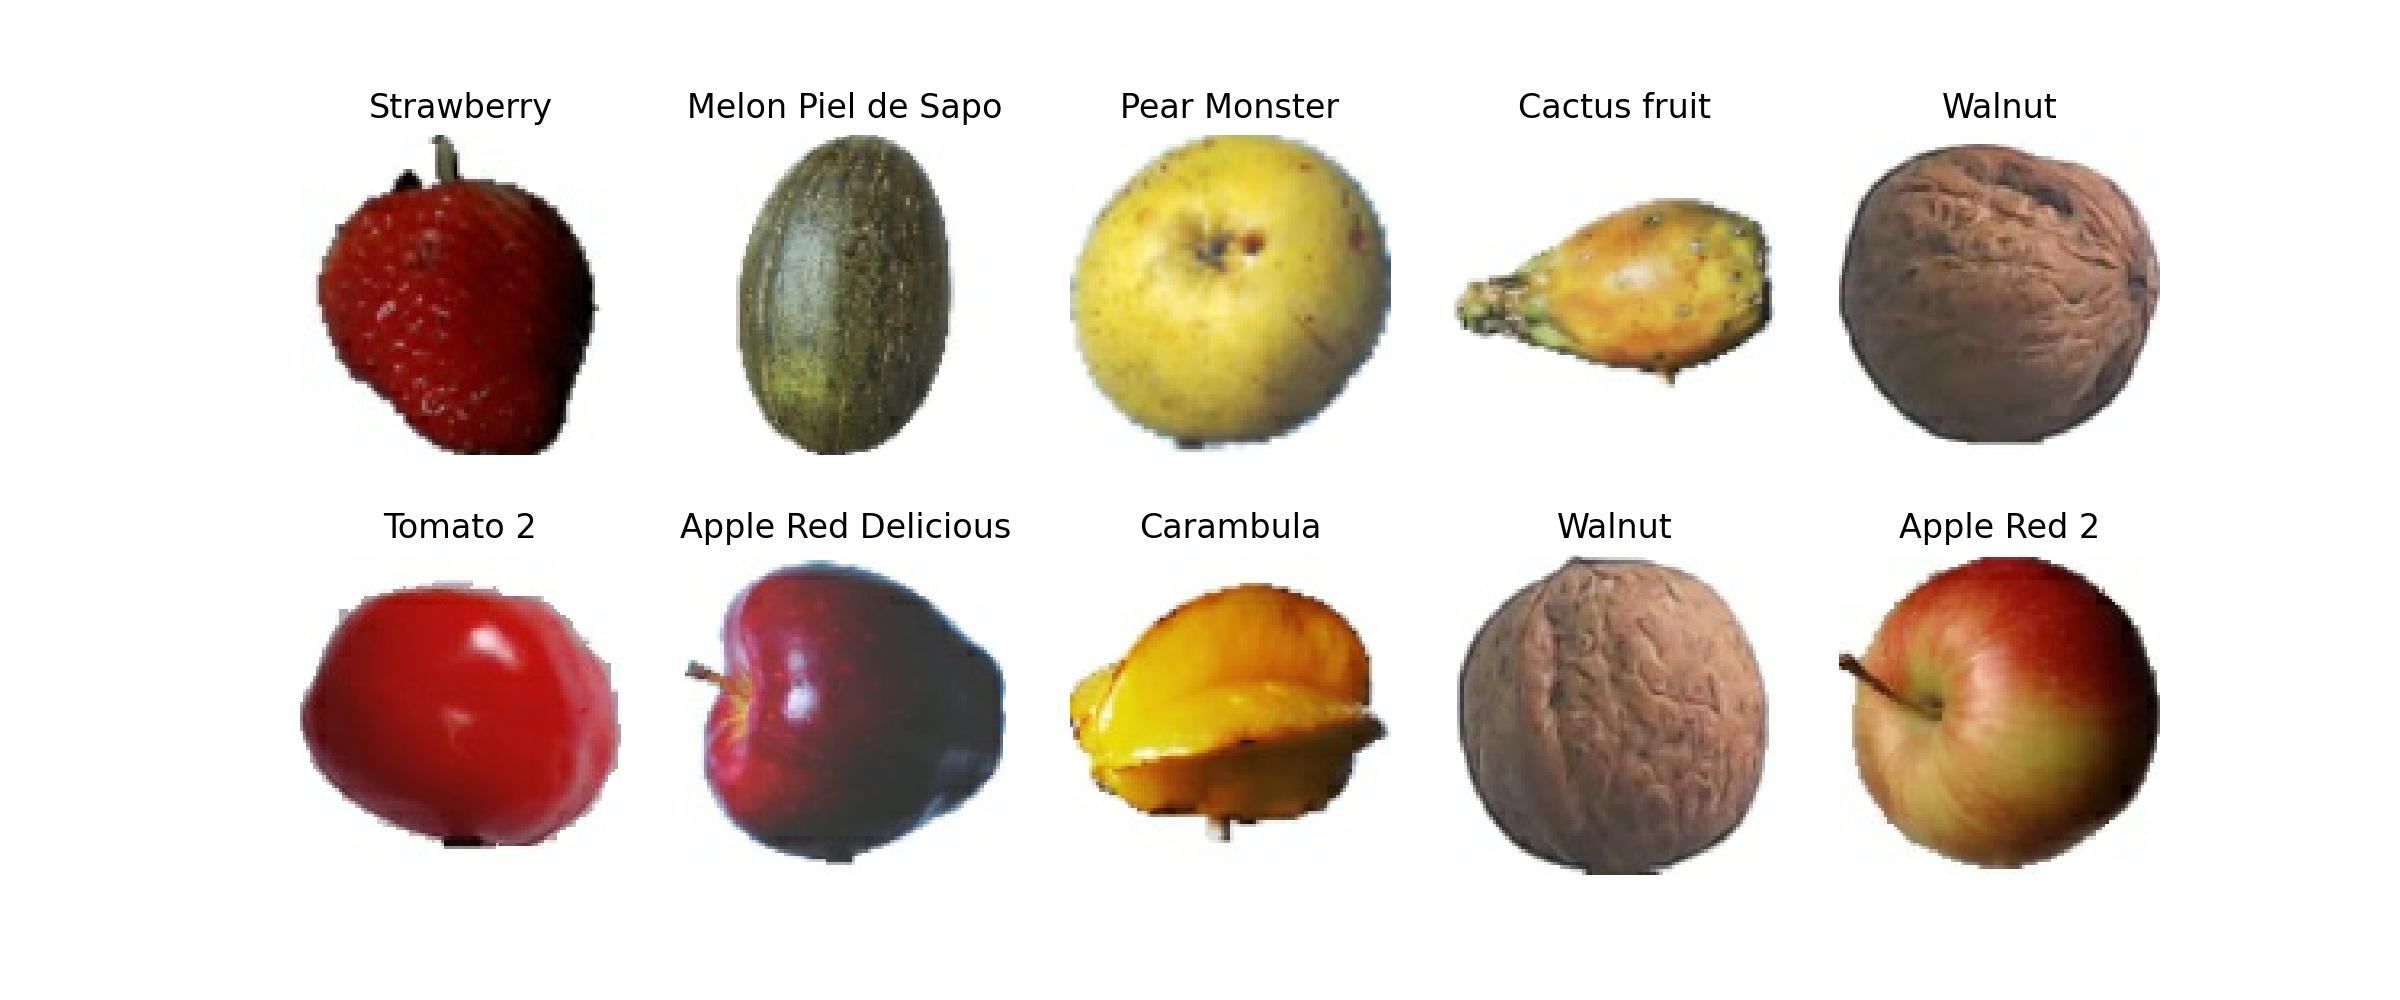 Strawberry
Melon Piel de Sapo
Pear Monster
Cactus fruit
Walnut
Tomato 2
Apple Red Delicious
Carambula
Walnut
Apple Red 2